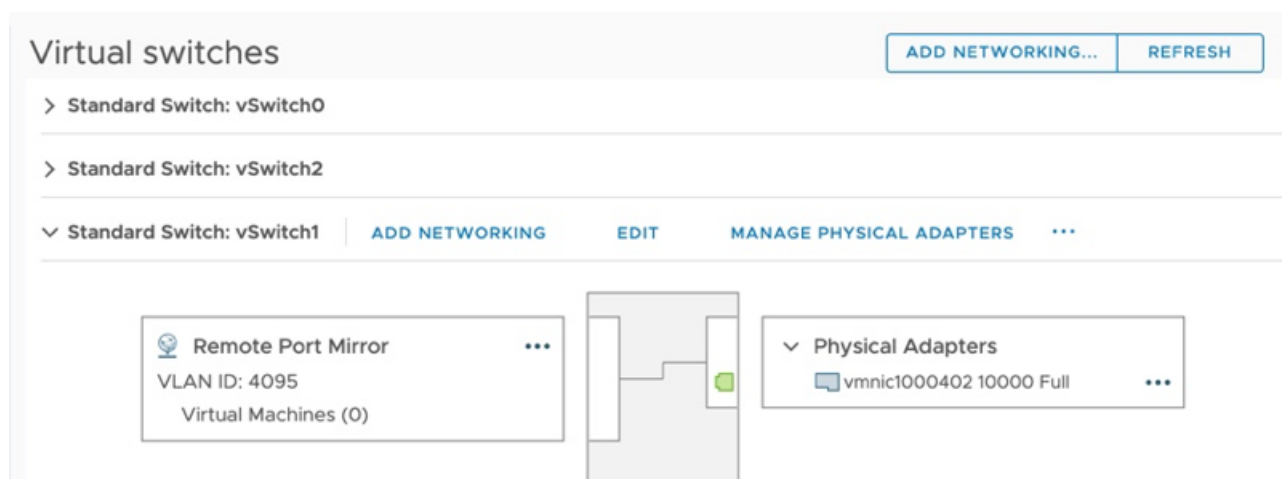 Virtual switches
ADD NETWORKING...
REFRESH
Standard Switch: vSwitch0
Standard Switch: vSwitch2
Standard Switch: vSwitch1 ADD NETWORKING EDIT MANAGE PHYSICAL ADAPTERS ...
Remote Port Mirror ...
VLAN ID: 4095
Virtual Machines (0)
Physical Adapters
vmnic1000402 10000 Full ...